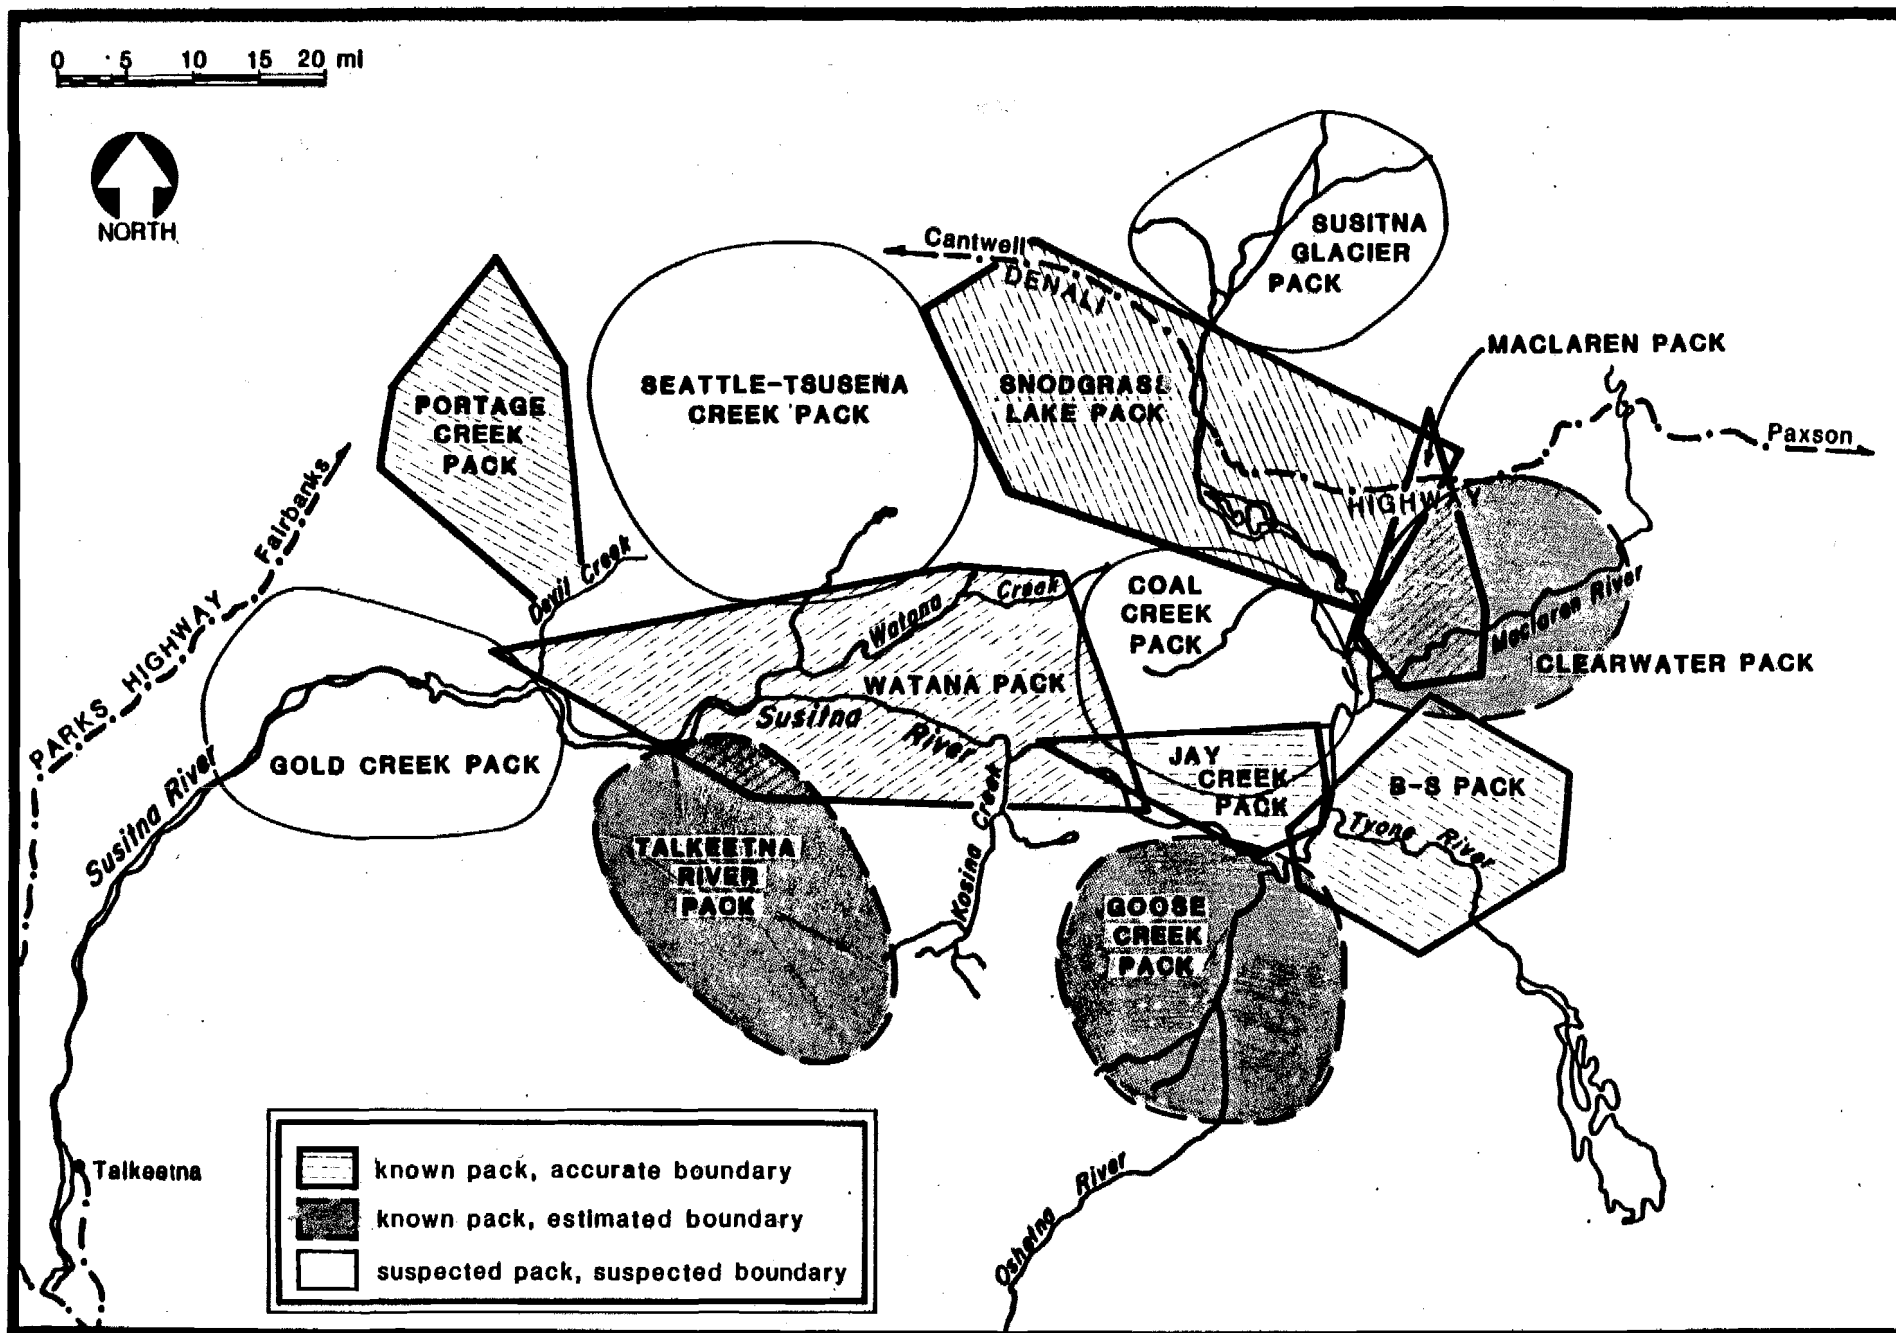 0 5 10 15 20 mi
NORTH
Cantwell
DENALI
SUSITNA
GLACIER
PACK
MACLAREN PACK
SEATTLE-TSUSENA
CREEK PACK
SNODGRASS
LAKE PACK
PORTAGE
CREEK
PACK
Paxson
Fairbanks
HIGHWAY
PARKS HIGHWAY
Devil Creek
Watana Creek
COAL
CREEK
PACK
Maclaren River
CLEARWATER PACK
WATANA PACK
Susitna River
GOLD CREEK PACK
Susitna River
JAY
CREEK
PACK
B-S PACK
Tyone River
TALKEETNA
RIVER
PACK
Kosina Creek
GOOSE
CREEK
PACK
Talkeetna
Oshetna River
known pack, accurate boundary
known pack, estimated boundary
suspected pack, suspected boundary